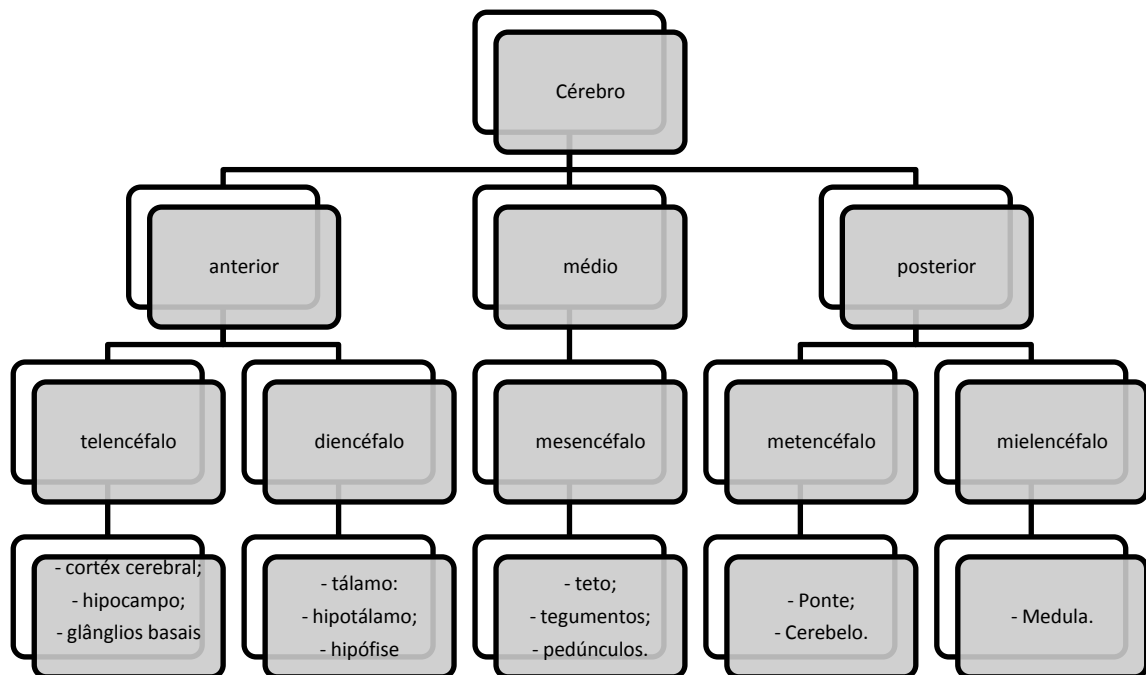 Cérebro
anterior
médio
posterior
telencéfalo
diencéfalo
mesencéfalo
metencéfalo
mielencéfalo
- cortéx cerebral;
- hipocampo;
- glânglios basais
- tálamo:
- hipotálamo;
- hipófise
- teto;
- tegumentos;
- pedúnculos.
- Ponte;
- Cerebelo.
- Medula.